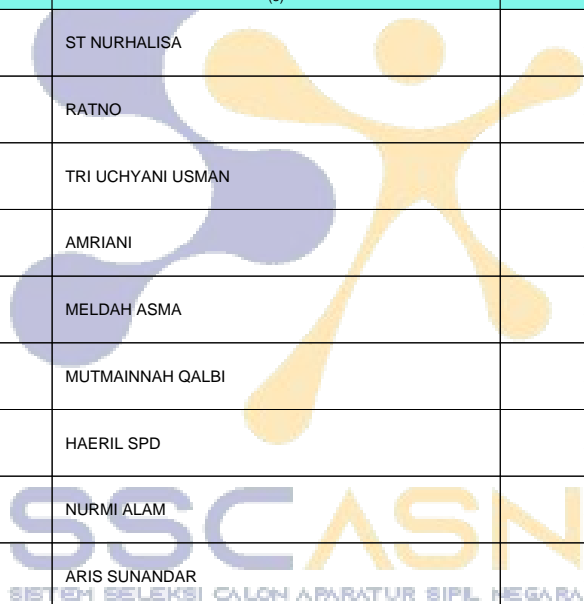 (3)
ST NURHALISA
RATNO
TRI UCHYANI USMAN
AMRIANI
MELDAH ASMA
MUTMAINNAH QALBI
HAERIL SPD
NURMI ALAM
SSCASN
ARIS SUNANDAR
SISTEM SELEKSI CALON APARATUR SIPIL NEGARA